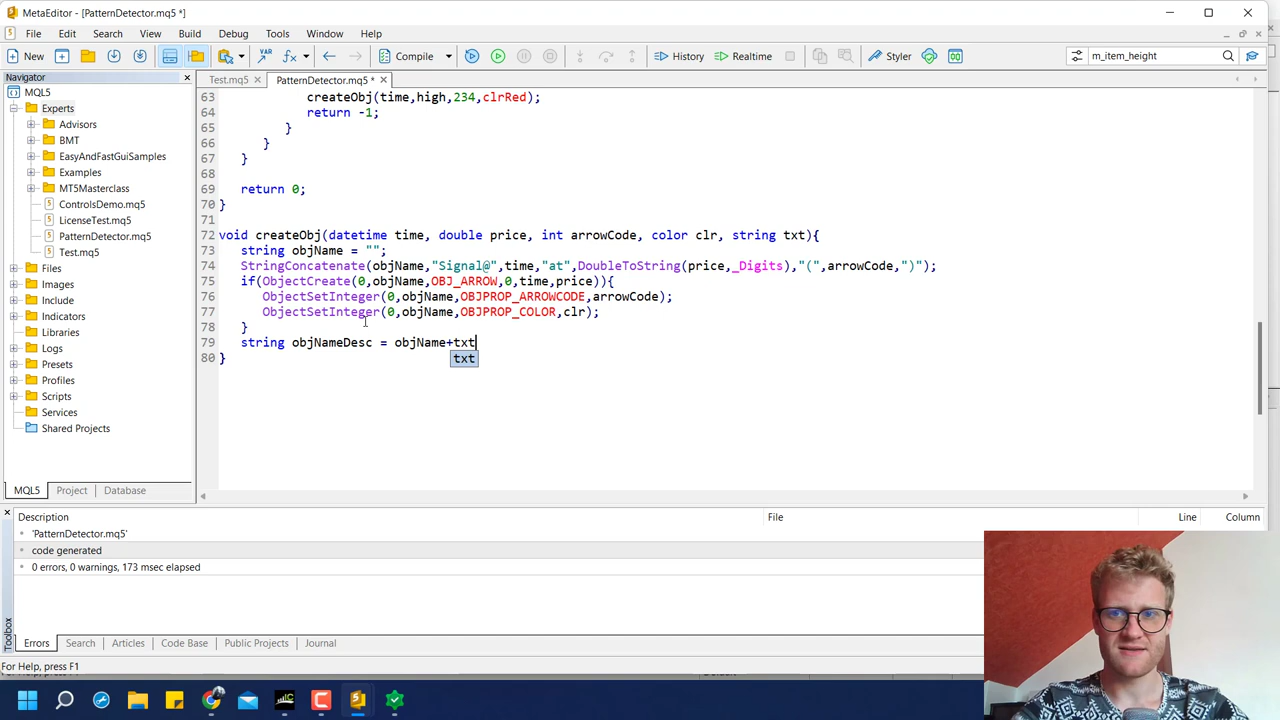 MetaEditor - [PatternDetector.mq5 *]
File Edit Search View Build Debug Tools Window Help
New Compile History Realtime Styler m_item_height
Navigator
Test.mq5 PatternDetector.mq5 *
MQL5
Experts
Advisors
BMT
EasyAndFastGuiSamples
Examples
MT5Masterclass
ControlsDemo.mq5
LicenseTest.mq5
PatternDetector.mq5
Test.mq5
Files
Images
Include
Indicators
Libraries
Logs
Presets
Profiles
Scripts
Services
Shared Projects
MQL5 Project Database
63 createObj(time,high,234,clrRed);
64 return -1;
65 }
66 }
67 }
68
69 return 0;
70 }
71
72 void createObj(datetime time, double price, int arrowCode, color clr, string txt){
73 string objName = "";
74 StringConcatenate(objName,"Signal@",time,"at",DoubleToString(price,_Digits),"(",arrowCode,")");
75 if(ObjectCreate(0,objName,OBJ_ARROW,0,time,price)){
76 ObjectSetInteger(0,objName,OBJPROP_ARROWCODE,arrowCode);
77 ObjectSetInteger(0,objName,OBJPROP_COLOR,clr);
78 }
79 string objNameDesc = objName+txt
txt
80 }
Description File Line Column
'PatternDetector.mq5'
code generated
0 errors, 0 warnings, 173 msec elapsed
Toolbox
Errors Search Articles Code Base Public Projects Journal
For Help, press F1